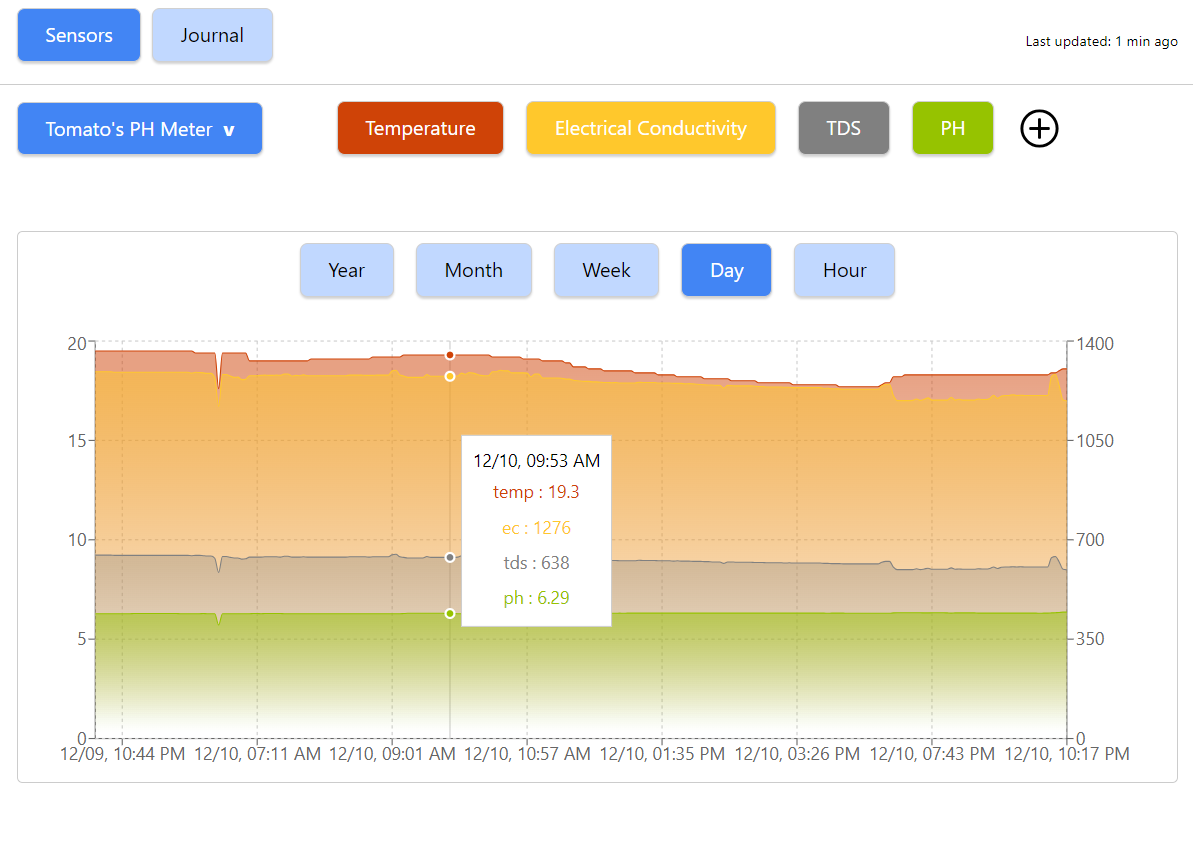 Sensors Journal
Last updated: 1 min ago
Tomato's PH Meter ∨ Temperature Electrical Conductivity TDS PH
Year Month Week Day Hour
20 1400
15 1050
12/10, 09:53 AM
temp : 19.3
ec : 1276
10 700
tds : 638
ph : 6.29
5 350
0 0
12/09, 10:44 PM 12/10, 07:11 AM 12/10, 09:01 AM 12/10, 10:57 AM 12/10, 01:35 PM 12/10, 03:26 PM 12/10, 07:43 PM 12/10, 10:17 PM